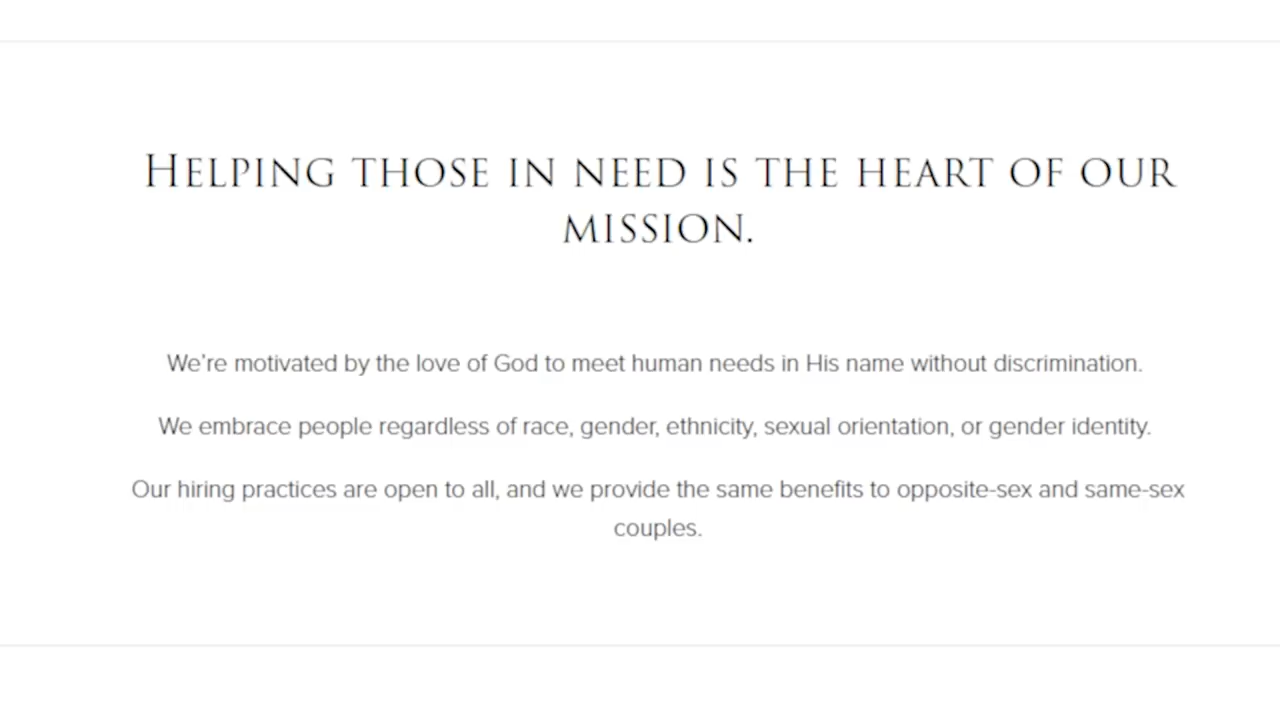 Helping those in need is the heart of our
mission.
We're motivated by the love of God to meet human needs in His name without discrimination.
We embrace people regardless of race, gender, ethnicity, sexual orientation, or gender identity.
Our hiring practices are open to all, and we provide the same benefits to opposite-sex and same-sex
couples.